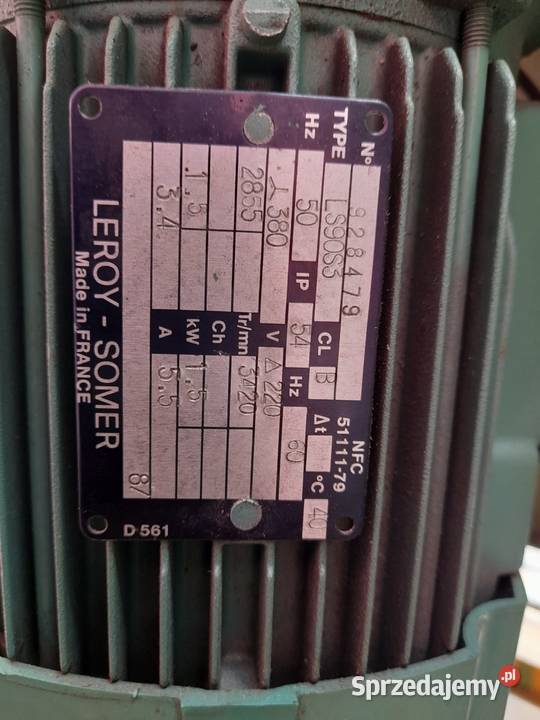 N° 928479
TYPE LS90S3 CL B NFC 51111-79
Hz 50 IP 54 Hz 60 Δt °C 40
⅄ 380 V Δ 220
2855 Tr/mn 3420
Ch
1.5 kW 1.5
3.4 A 5.5
87
LEROY - SOMER
Made in FRANCE
D 561
Sprzedajemy.pl